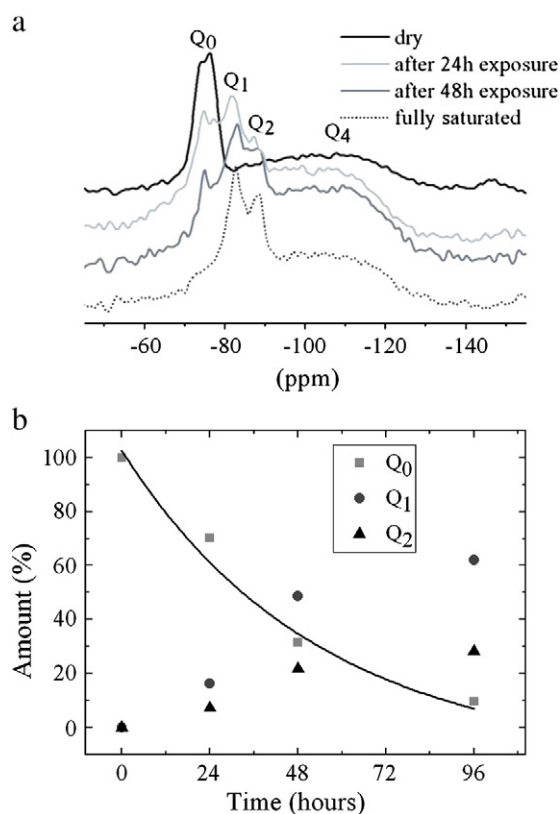 a
Q0
Q1
Q2
Q4
dry
after 24h exposure
after 48h exposure
fully saturated
-60 -80 -100 -120 -140
(ppm)
b
Amount (%)
100
80
60
40
20
0
Q0
Q1
Q2
0 24 48 72 96
Time (hours)